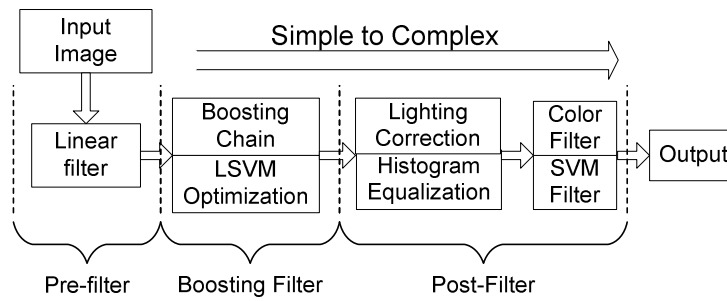 Input
Image
Simple to Complex
Linear
filter
Boosting
Chain
LSVM
Optimization
Lighting
Correction
Histogram
Equalization
Color
Filter
SVM
Filter
Output
Pre-filter
Boosting Filter
Post-Filter